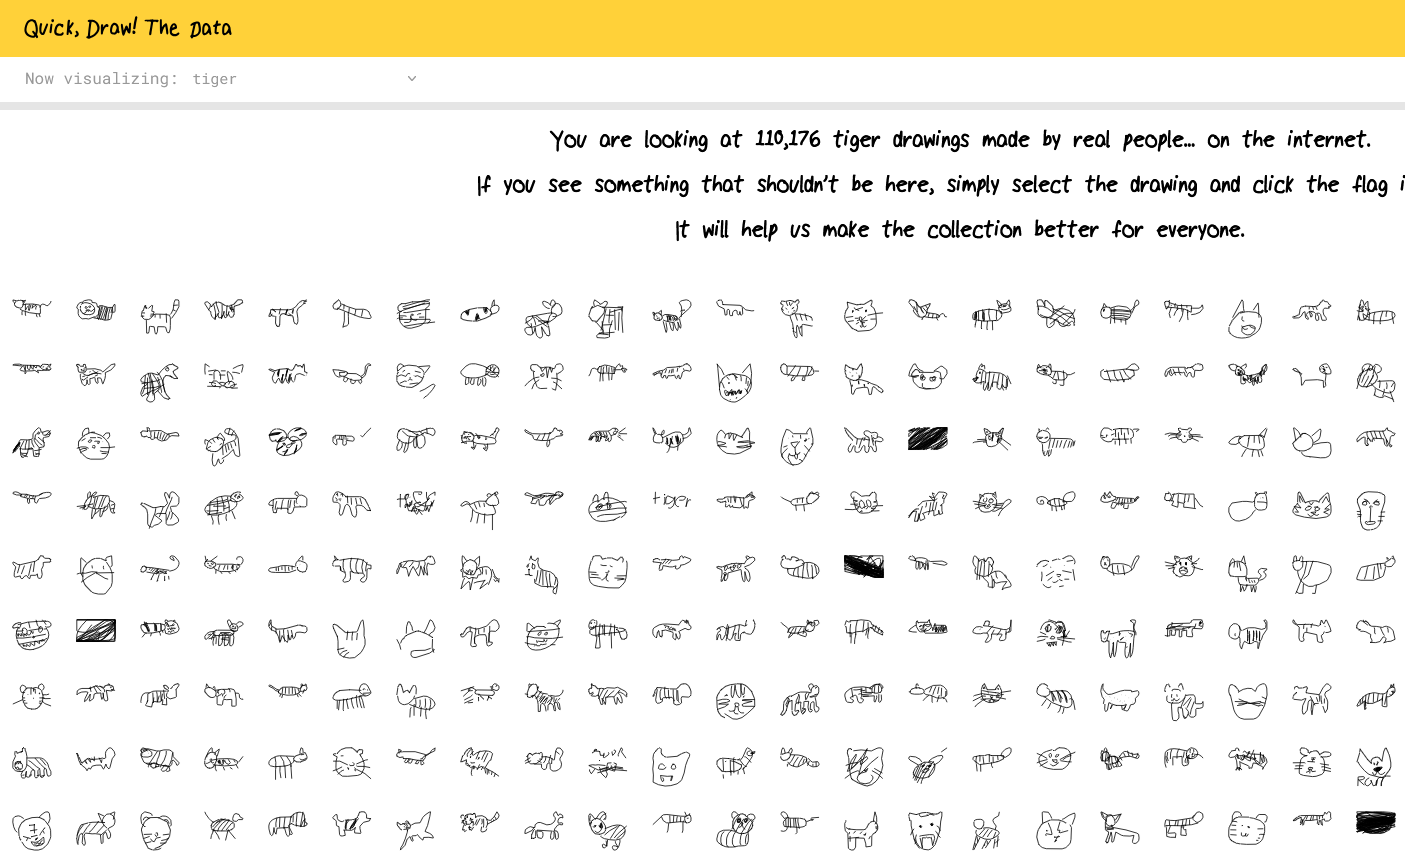 Quick, Draw! The Data
Now visualizing: tiger
You are looking at 110,176 tiger drawings made by real people... on the internet.
If you see something that shouldn't be here, simply select the drawing and click the flag i
It will help us make the collection better for everyone.
tiger